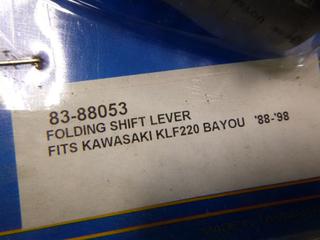 83-88053
FOLDING SHIFT LEVER
FITS KAWASAKI KLF220 BAYOU '88-'98